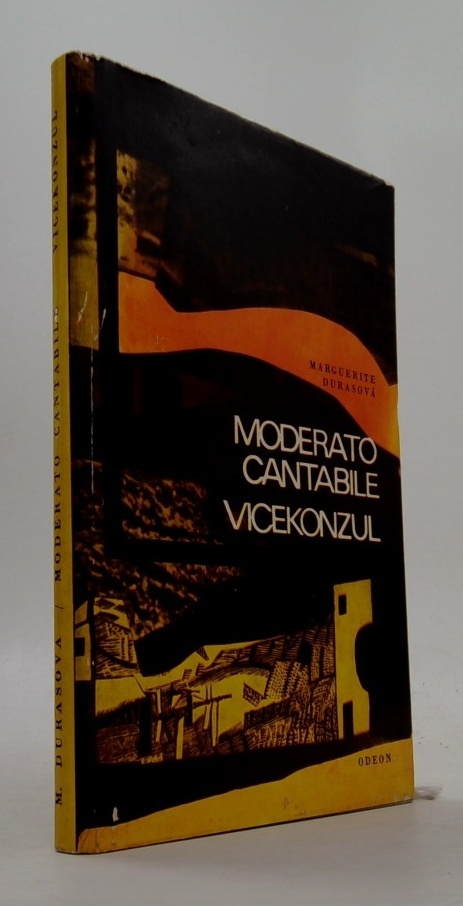 M. DURASOVÁ / MODERATO CANTABILE VICEKONZUL
MARGUERITE
DURASOVÁ
MODERATO
CANTABILE
VICEKONZUL
ODEON